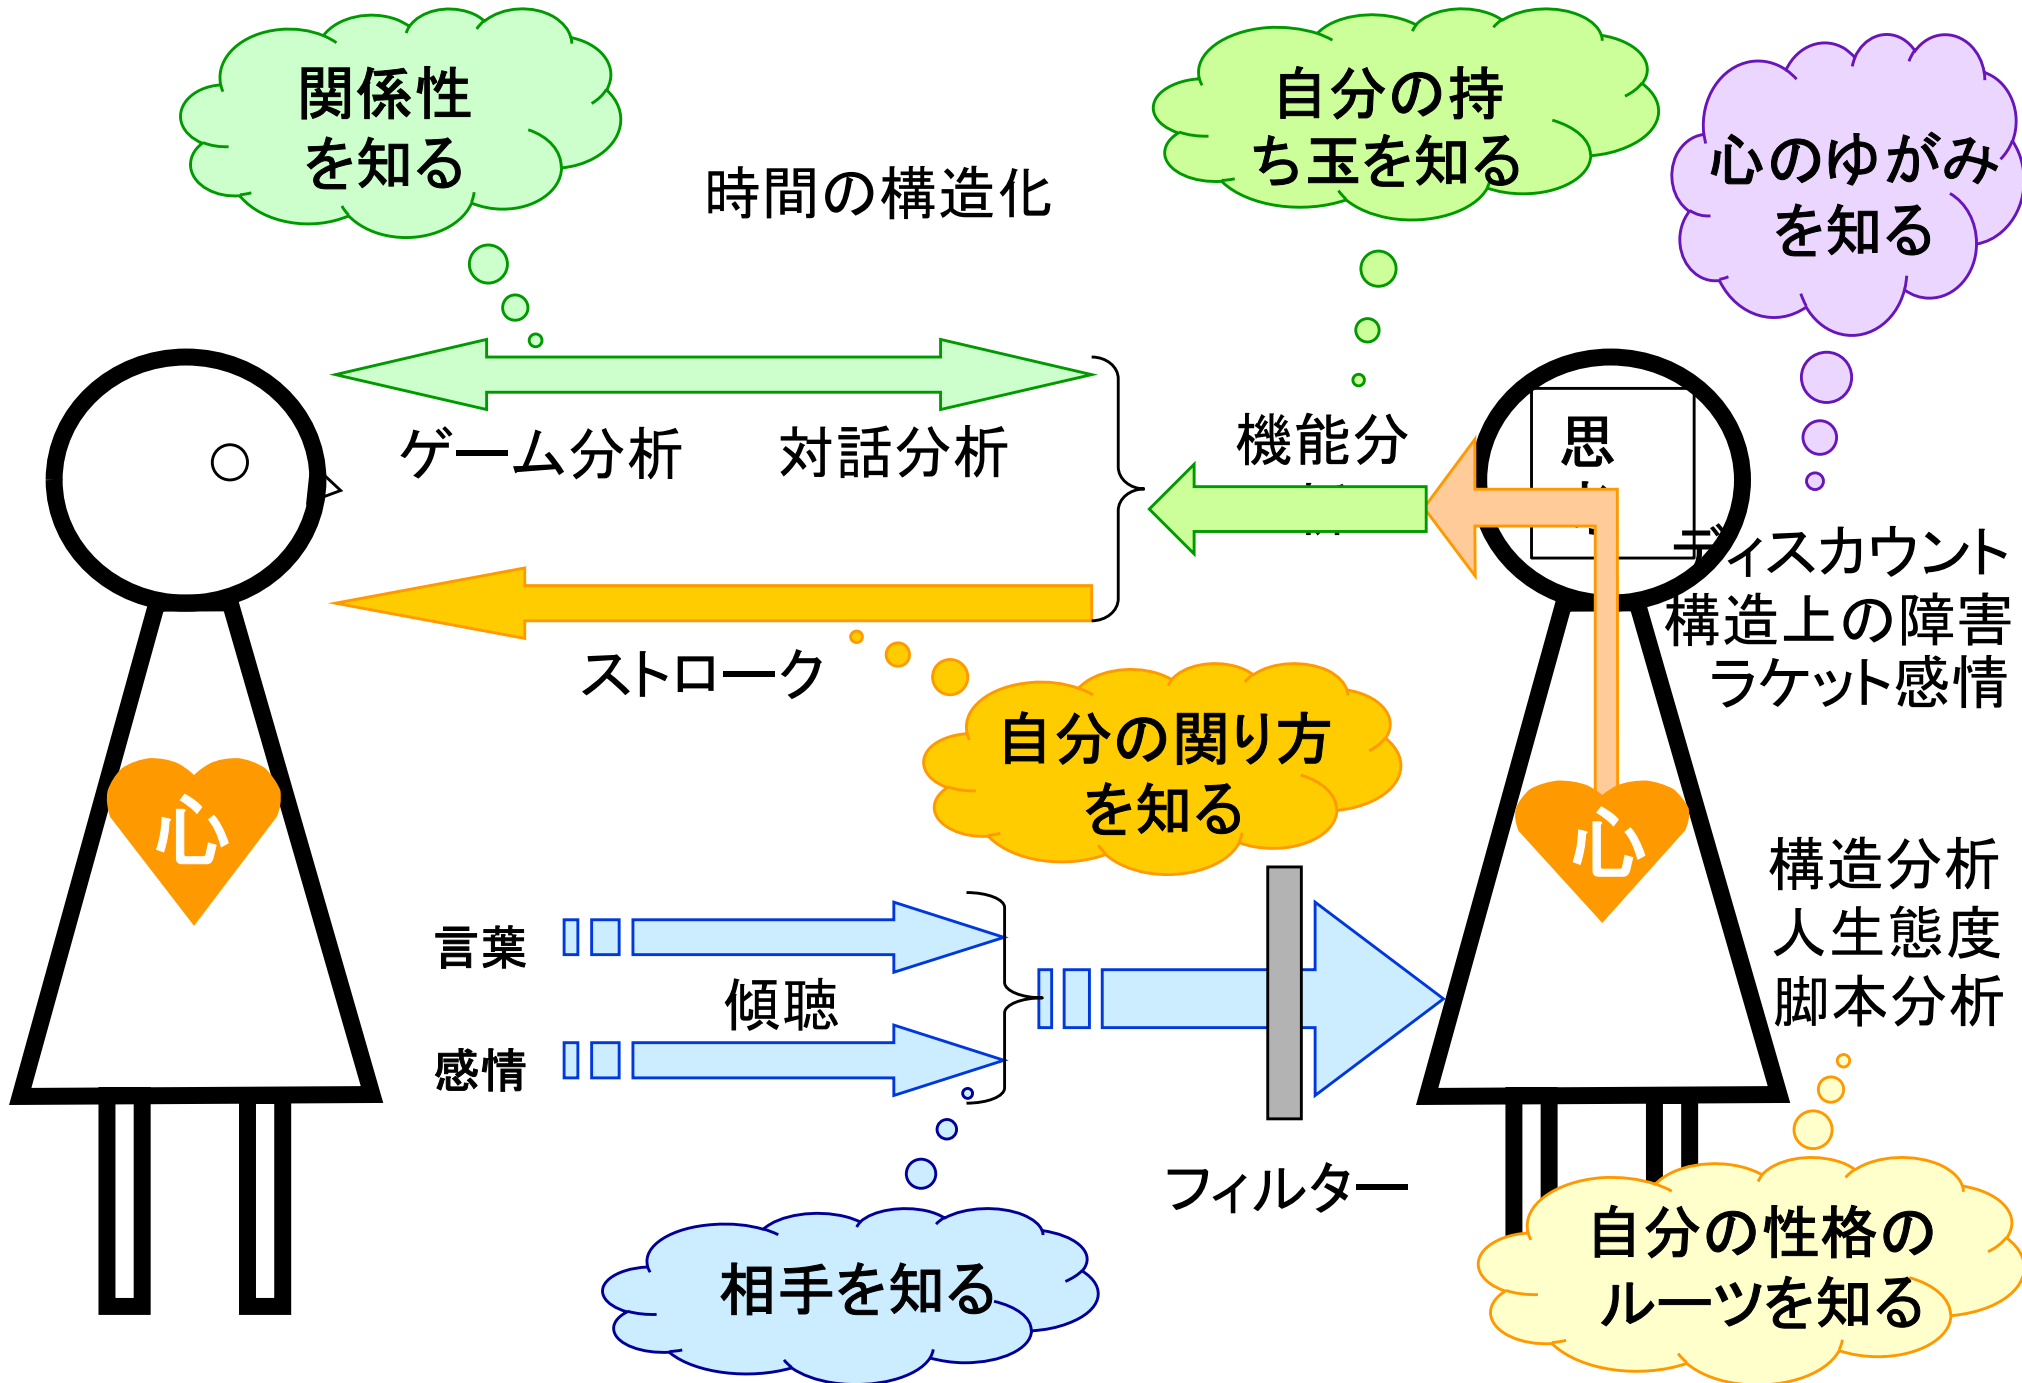 関係性
を知る
時間の構造化
自分の持
ち玉を知る
心のゆがみ
を知る
ゲーム分析
対話分析
機能分
思
ディスカウント
構造上の障害
ラケット感情
ストローク
自分の関り方
を知る
心
心
構造分析
人生態度
脚本分析
言葉
傾聴
感情
フィルター
相手を知る
自分の性格の
ルーツを知る